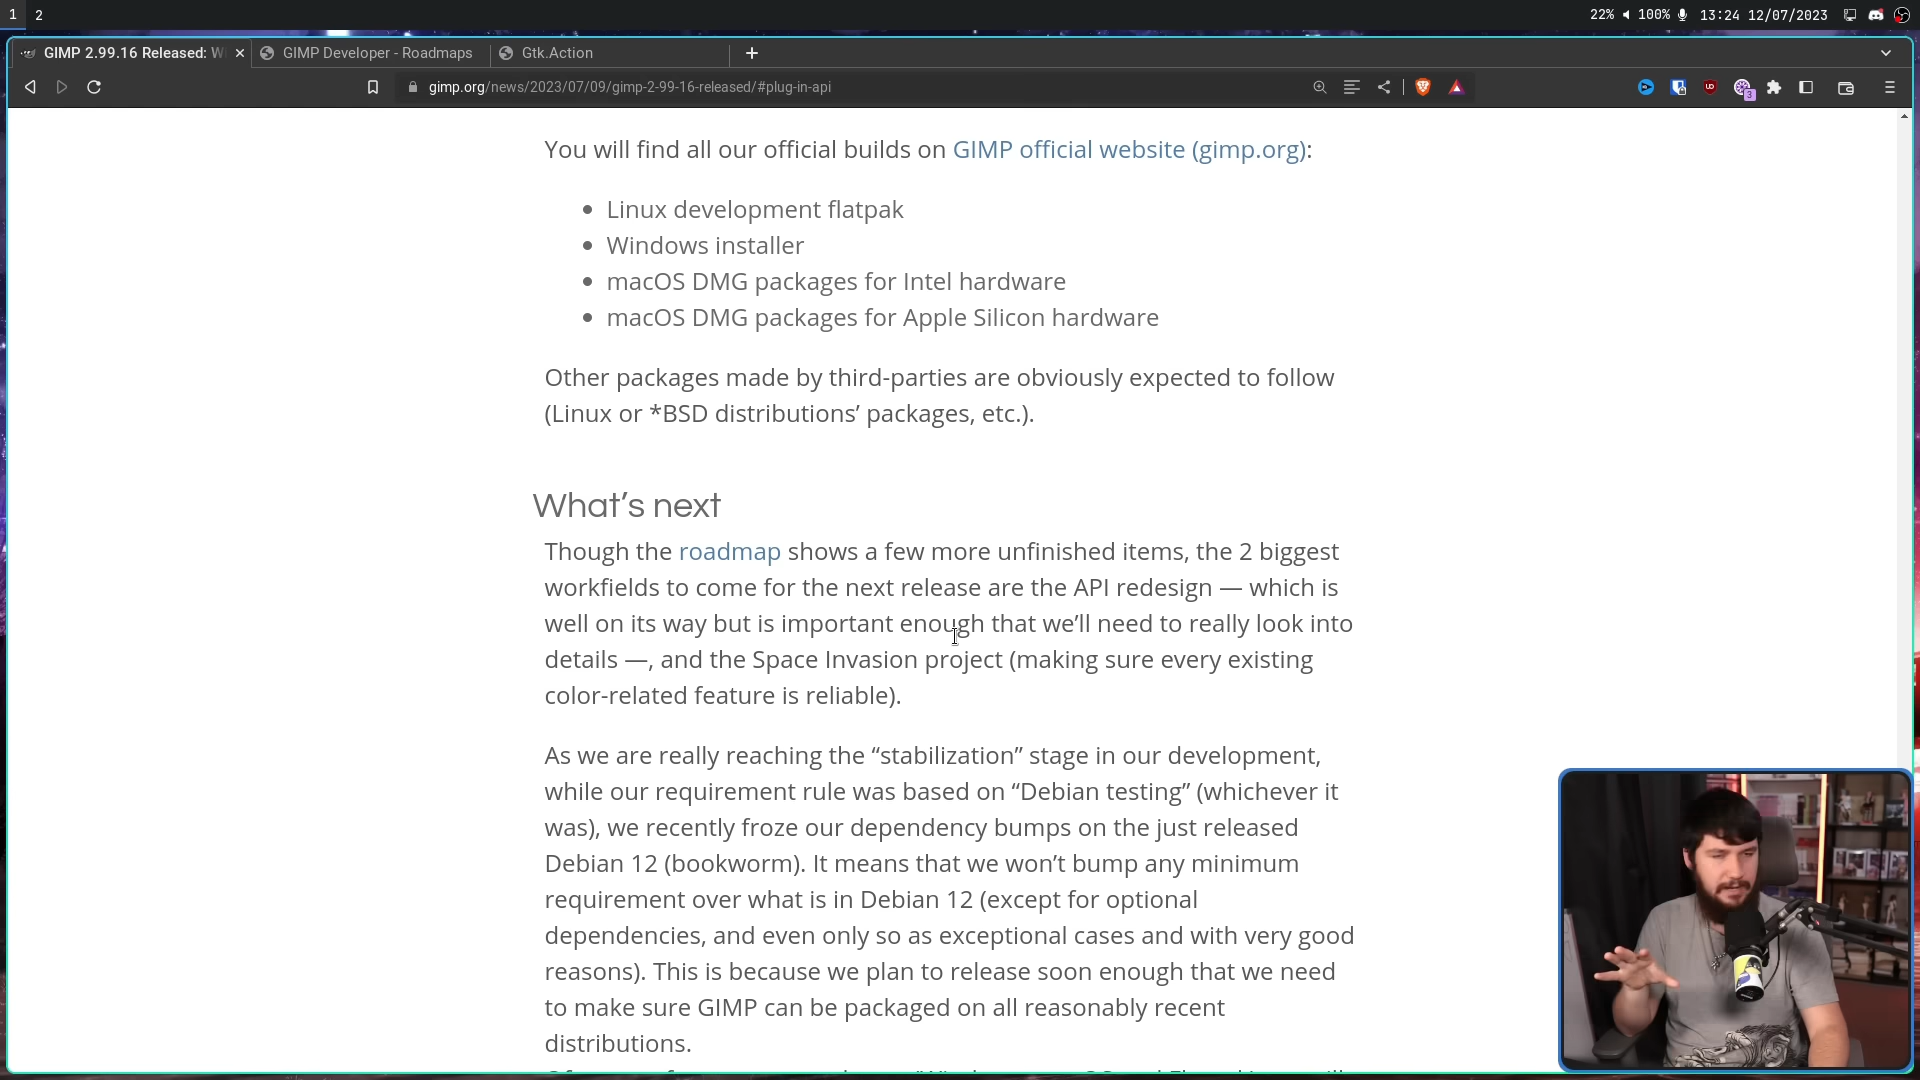 1 2 22% 100% 13:24 12/07/2023
GIMP 2.99.16 Released: W GIMP Developer - Roadmaps Gtk.Action
gimp.org/news/2023/07/09/gimp-2-99-16-released/#plug-in-api
3
You will find all our official builds on GIMP official website (gimp.org):
Linux development flatpak
Windows installer
macOS DMG packages for Intel hardware
macOS DMG packages for Apple Silicon hardware
Other packages made by third-parties are obviously expected to follow
(Linux or *BSD distributions’ packages, etc.).
What’s next
Though the roadmap shows a few more unfinished items, the 2 biggest
workfields to come for the next release are the API redesign — which is
well on its way but is important enough that we’ll need to really look into
details —, and the Space Invasion project (making sure every existing
color-related feature is reliable).
As we are really reaching the “stabilization” stage in our development,
while our requirement rule was based on “Debian testing” (whichever it
was), we recently froze our dependency bumps on the just released
Debian 12 (bookworm). It means that we won’t bump any minimum
requirement over what is in Debian 12 (except for optional
dependencies, and even only so as exceptional cases and with very good
reasons). This is because we plan to release soon enough that we need
to make sure GIMP can be packaged on all reasonably recent
distributions.